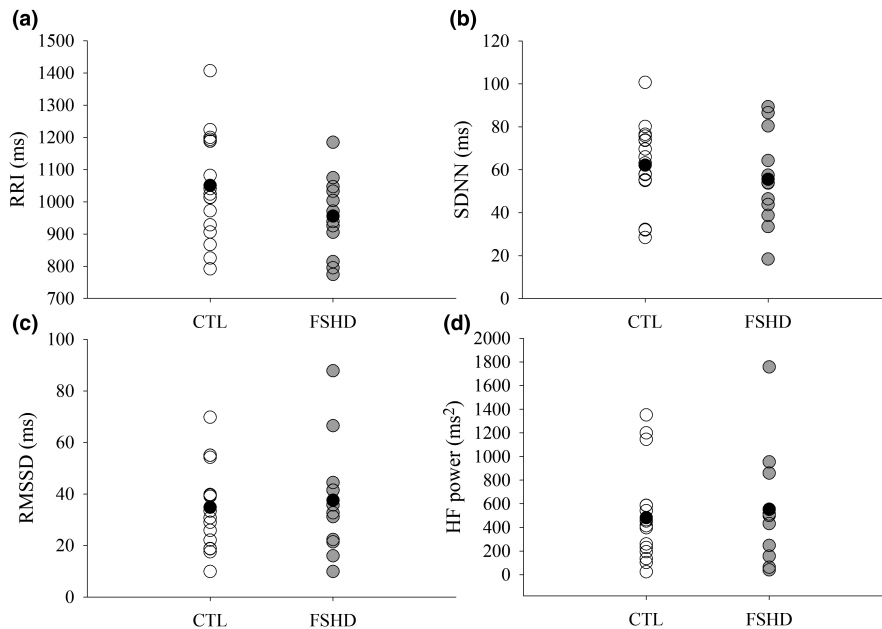 (a)
1500
1400
1300
1200
1100
1000
900
800
700
RRI (ms)
CTL FSHD
(b)
120
100
80
60
40
20
0
SDNN (ms)
CTL FSHD
(c)
100
80
60
40
20
0
RMSSD (ms)
CTL FSHD
(d)
2000
1800
1600
1400
1200
1000
800
600
400
200
0
HF power (ms²)
CTL FSHD